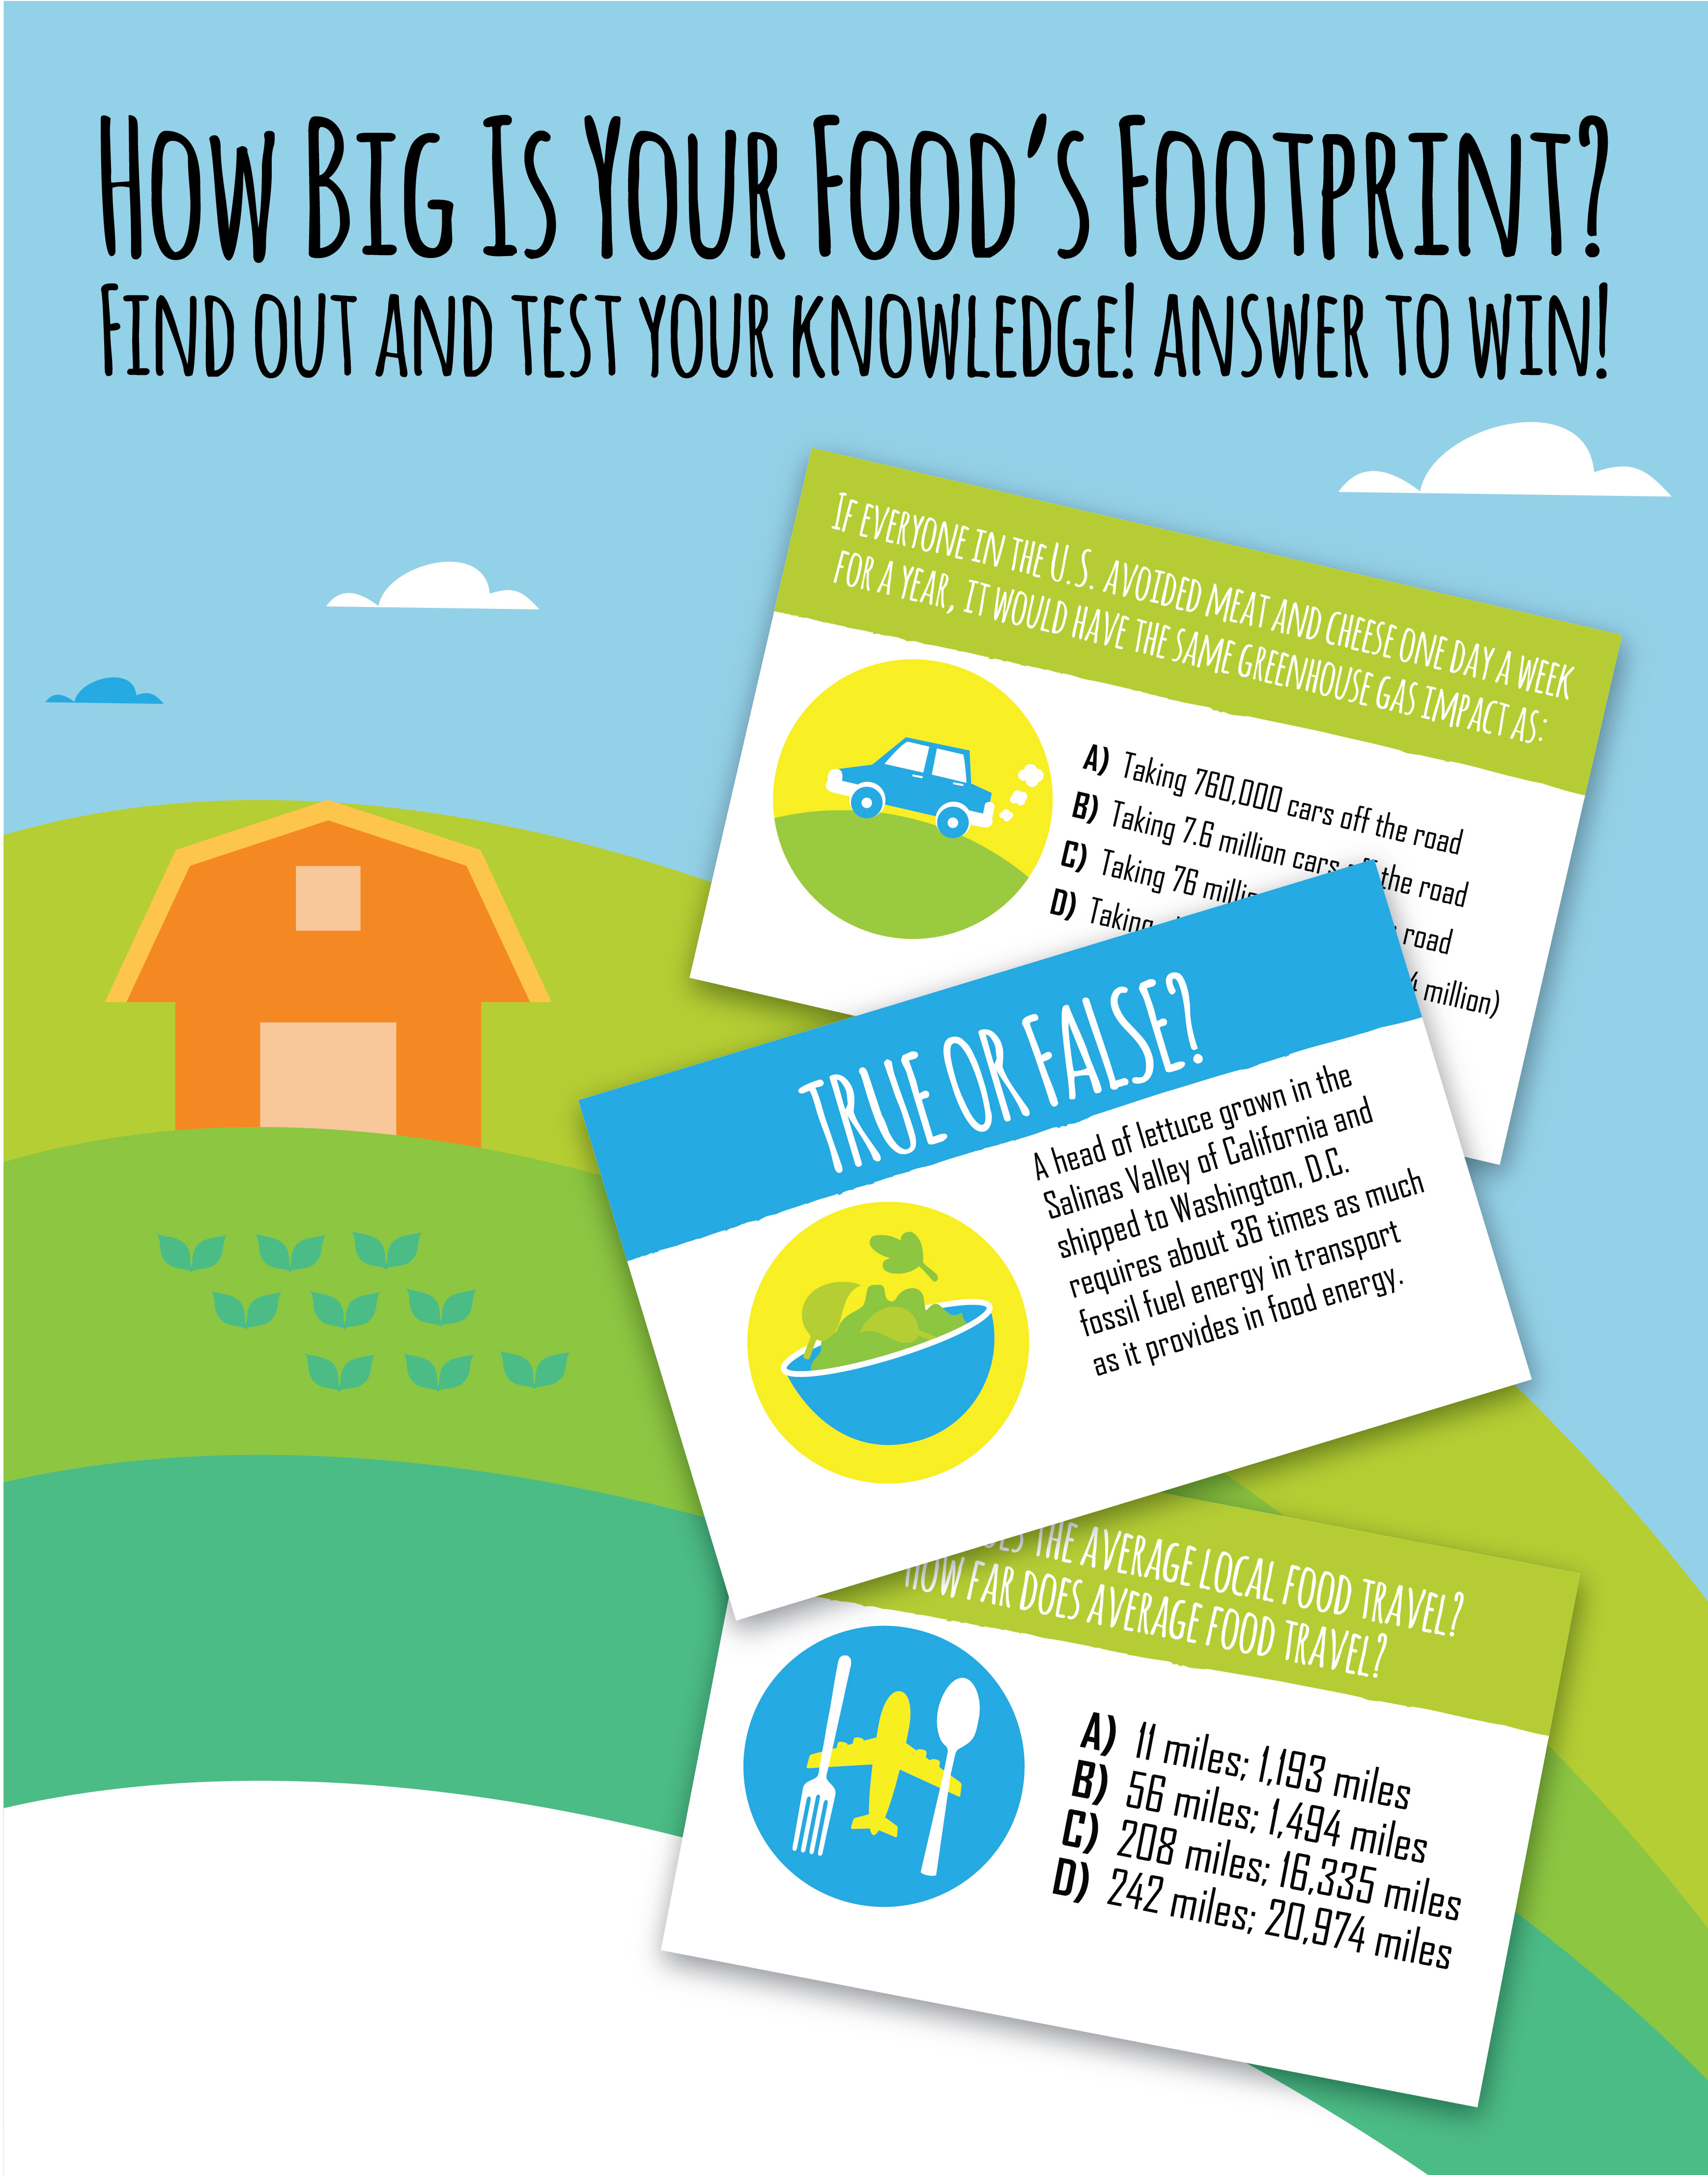 How Big Is Your Food's Footprint?
Find out and test your knowledge! Answer to win!
If everyone in the U.S. avoided meat and cheese one day a week
for a year, it would have the same greenhouse gas impact as:
A) Taking 760,000 cars off the road
B) Taking 7.6 million cars off the road
C) Taking 76 road
D) Taking million)
True or False?
A head of lettuce grown in the
Salinas Valley of California and
shipped to Washington, D.C.
requires about 36 times as much
fossil fuel energy in transport
as it provides in food energy.
the average local food travel?
How far does average food travel?
A) 11 miles; 1,193 miles
B) 56 miles; 1,494 miles
C) 208 miles; 16,335 miles
D) 242 miles; 20,974 miles